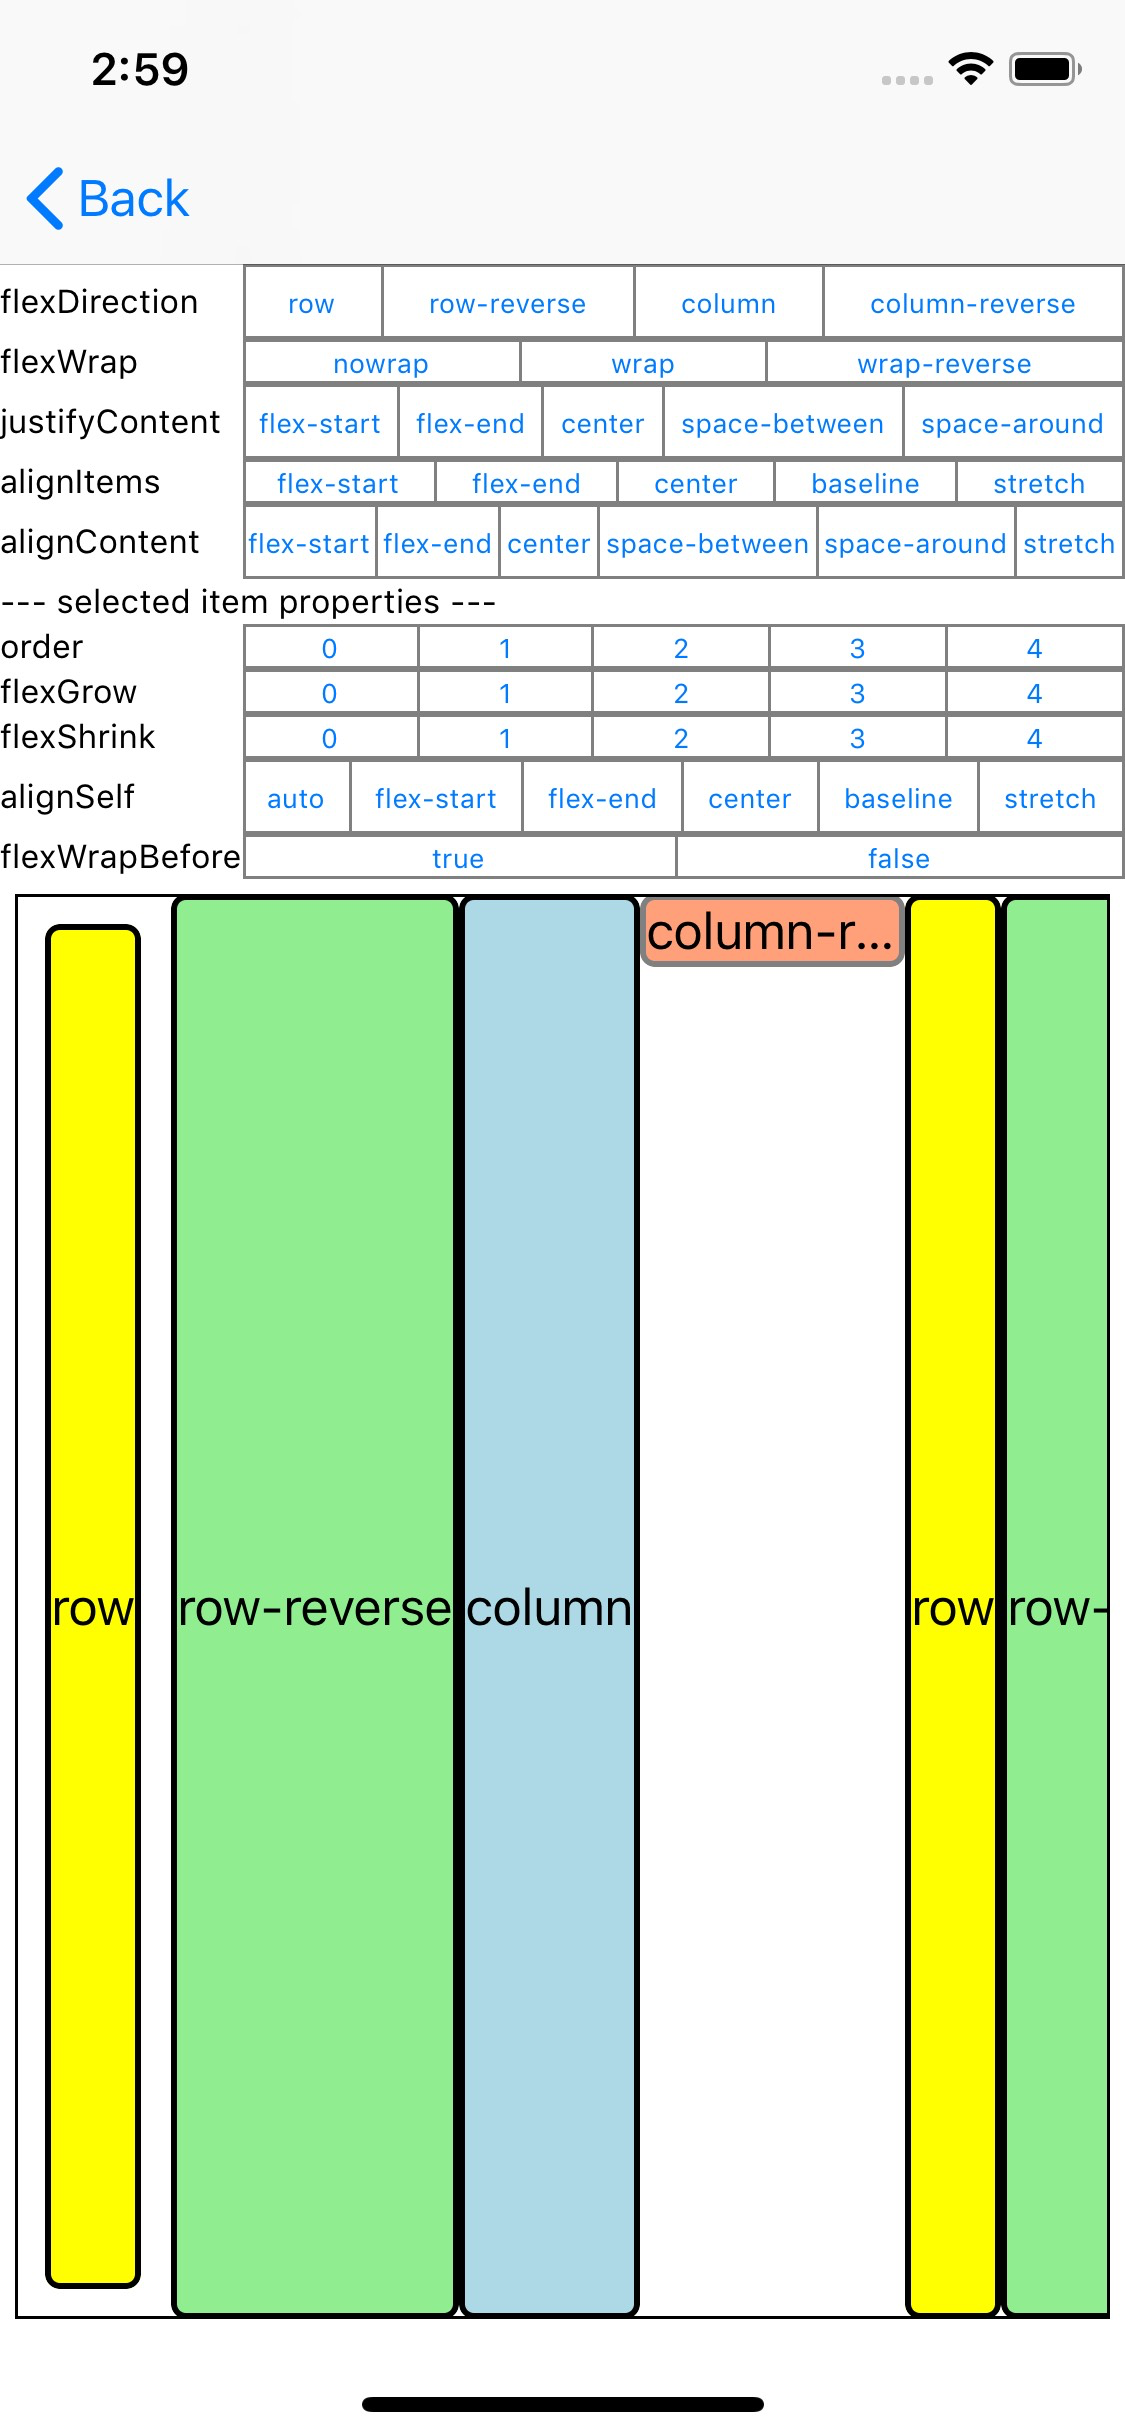 2:59
Back
flexDirection row row-reverse column column-reverse
flexWrap nowrap wrap wrap-reverse
justifyContent flex-start flex-end center space-between space-around
alignItems flex-start flex-end center baseline stretch
alignContent flex-start flex-end center space-between space-around stretch
--- selected item properties ---
order 0 1 2 3 4
flexGrow 0 1 2 3 4
flexShrink 0 1 2 3 4
alignSelf auto flex-start flex-end center baseline stretch
flexWrapBefore true false
column-r...
row row-reverse column row row-